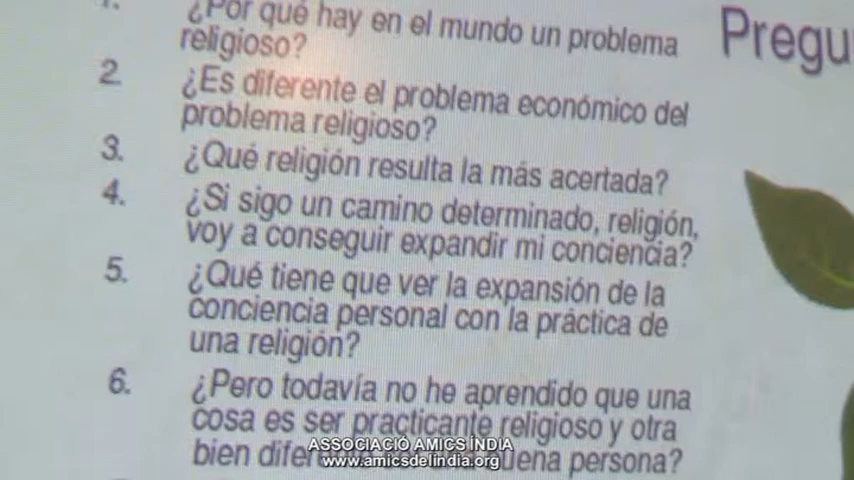 Pregu
1. ¿Por qué hay en el mundo un problema
religioso?
2. ¿Es diferente el problema económico del
problema religioso?
3. ¿Qué religión resulta la más acertada?
4. ¿Si sigo un camino determinado, religión,
voy a conseguir expandir mi conciencia?
5. ¿Qué tiene que ver la expansión de la
conciencia personal con la práctica de
una religión?
6. ¿Pero todavía no he aprendido que una
cosa es ser practicante religioso y otra
bien difer buena persona?
ASSOCIACIÓ AMICS ÍNDIA
www.amicsdelindia.org